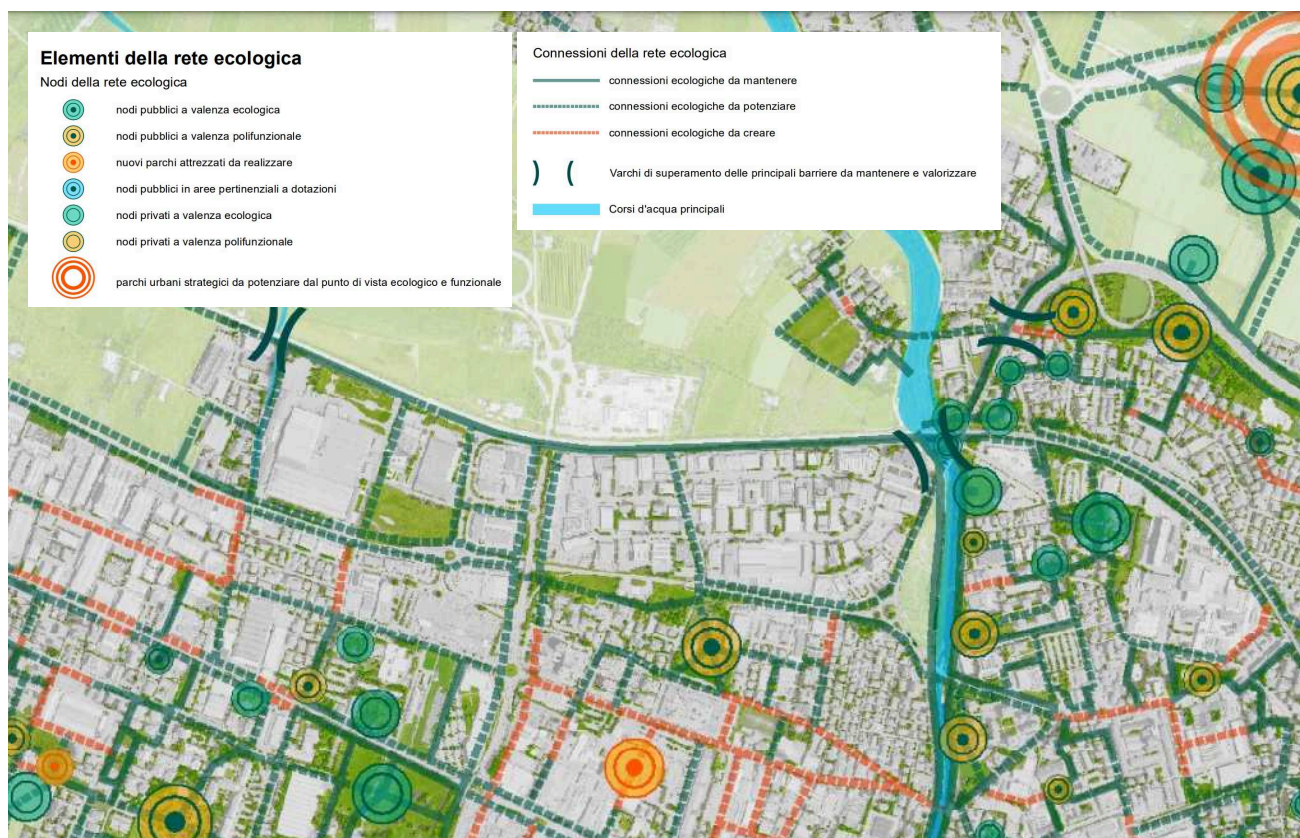 Elementi della rete ecologica
Nodi della rete ecologica
nodi pubblici a valenza ecologica
nodi pubblici a valenza polifunzionale
nuovi parchi attrezzati da realizzare
nodi pubblici in aree pertinenziali a dotazioni
nodi privati a valenza ecologica
nodi privati a valenza polifunzionale
parchi urbani strategici da potenziare dal punto di vista ecologico e funzionale
Connessioni della rete ecologica
connessioni ecologiche da mantenere
connessioni ecologiche da potenziare
connessioni ecologiche da creare
Varchi di superamento delle principali barriere da mantenere e valorizzare
Corsi d'acqua principali